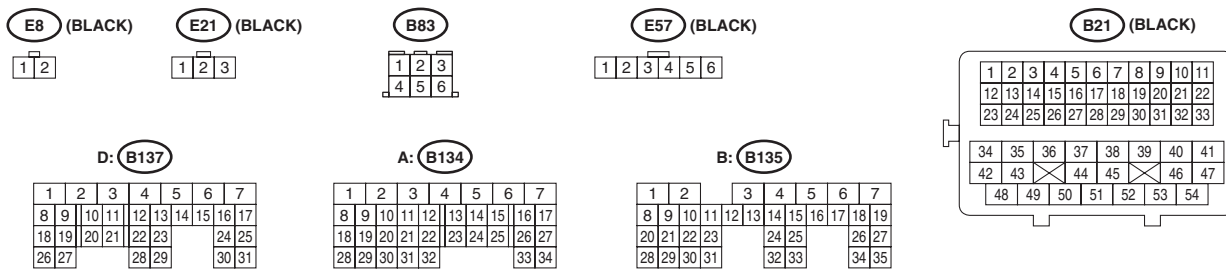 E8 (BLACK)
1 2
E21 (BLACK)
1 2 3
B83
1 2 3
4 5 6
E57 (BLACK)
1 2 3 4 5 6
B21 (BLACK)
1 2 3 4 5 6 7 8 9 10 11
12 13 14 15 16 17 18 19 20 21 22
23 24 25 26 27 28 29 30 31 32 33
34 35 36 37 38 39 40 41
42 43 44 45 46 47
48 49 50 51 52 53 54
D: B137
1 2 3 4 5 6 7
8 9 10 11 12 13 14 15 16 17
18 19 20 21 22 23 24 25
26 27 28 29 30 31
A: B134
1 2 3 4 5 6 7
8 9 10 11 12 13 14 15 16 17
18 19 20 21 22 23 24 25 26 27
28 29 30 31 32 33 34
B: B135
1 2 3 4 5 6 7
8 9 10 11 12 13 14 15 16 17 18 19
20 21 22 23 24 25 26 27
28 29 30 31 32 33 34 35